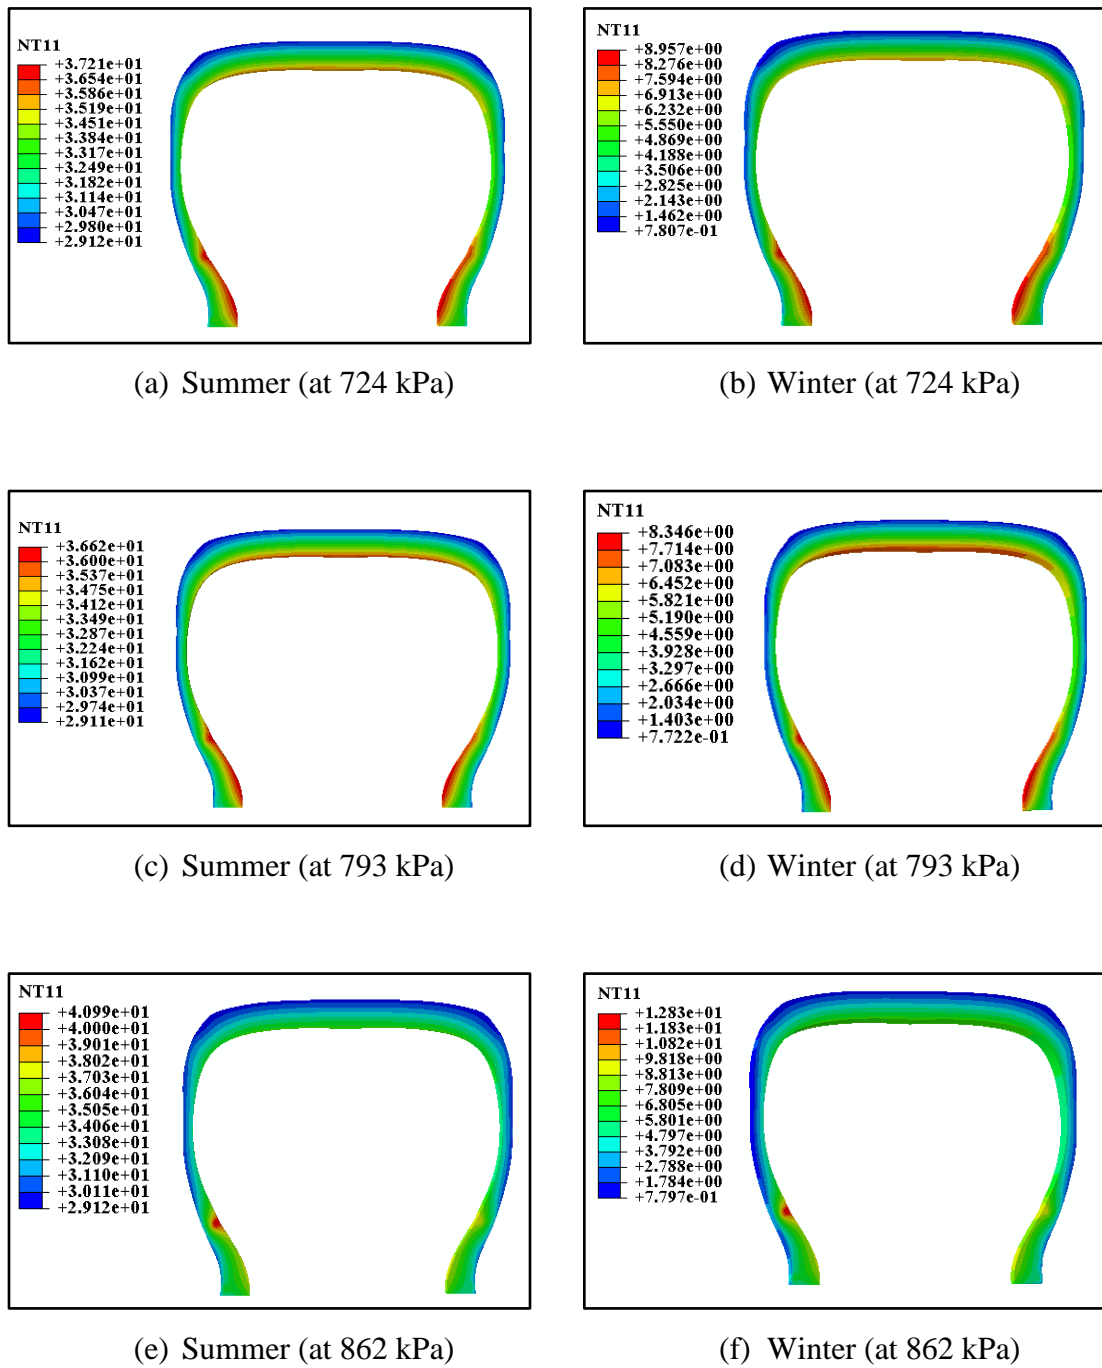 NT11
+3.721e+01
+3.654e+01
+3.586e+01
+3.519e+01
+3.451e+01
+3.384e+01
+3.317e+01
+3.249e+01
+3.182e+01
+3.114e+01
+3.047e+01
+2.980e+01
+2.912e+01
(a) Summer (at 724 kPa)
NT11
+8.957e+00
+8.276e+00
+7.594e+00
+6.913e+00
+6.232e+00
+5.550e+00
+4.869e+00
+4.188e+00
+3.506e+00
+2.825e+00
+2.143e+00
+1.462e+00
+7.807e-01
(b) Winter (at 724 kPa)
NT11
+3.662e+01
+3.600e+01
+3.537e+01
+3.475e+01
+3.412e+01
+3.349e+01
+3.287e+01
+3.224e+01
+3.162e+01
+3.099e+01
+3.037e+01
+2.974e+01
+2.911e+01
(c) Summer (at 793 kPa)
NT11
+8.346e+00
+7.714e+00
+7.083e+00
+6.452e+00
+5.821e+00
+5.190e+00
+4.559e+00
+3.928e+00
+3.297e+00
+2.666e+00
+2.034e+00
+1.403e+00
+7.722e-01
(d) Winter (at 793 kPa)
NT11
+4.099e+01
+4.000e+01
+3.901e+01
+3.802e+01
+3.703e+01
+3.604e+01
+3.505e+01
+3.406e+01
+3.308e+01
+3.209e+01
+3.110e+01
+3.011e+01
+2.912e+01
(e) Summer (at 862 kPa)
NT11
+1.283e+01
+1.183e+01
+1.082e+01
+9.818e+00
+8.813e+00
+7.809e+00
+6.805e+00
+5.801e+00
+4.797e+00
+3.792e+00
+2.788e+00
+1.784e+00
+7.797e-01
(f) Winter (at 862 kPa)